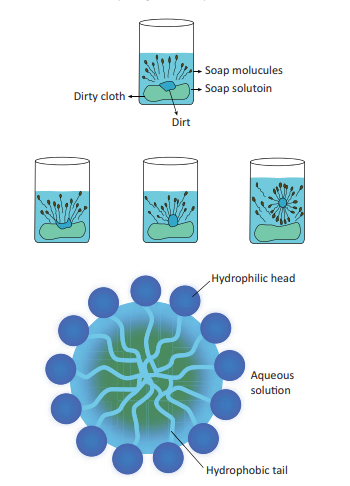 Soap molucules
Soap solutoin
Dirty cloth
Dirt
Hydrophilic head
Aqueous
solution
Hydrophobic tail